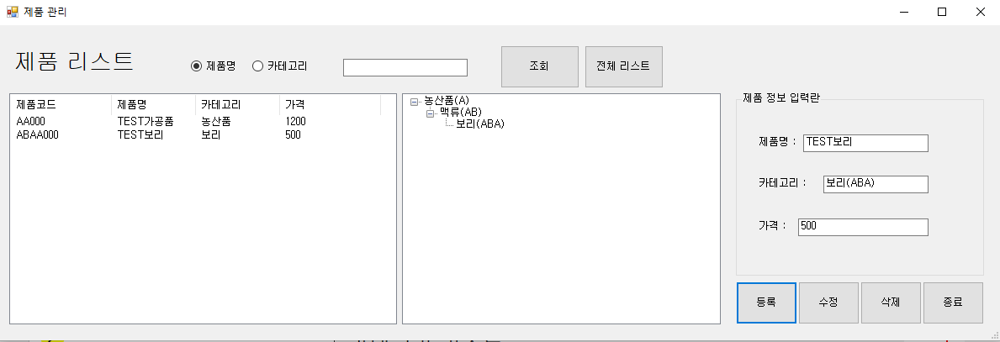 제품 관리
제품 리스트
제품명 카테고리
조회 전체 리스트
제품코드 제품명 카테고리 가격
AA000 TEST가공품 농산품 1200
ABAA000 TEST보리 보리 500
농산품(A)
맥류(AB)
보리(ABA)
제품 정보 입력란
제품명 : TEST보리
카테고리 : 보리(ABA)
가격 : 500
등록 수정 삭제 종료